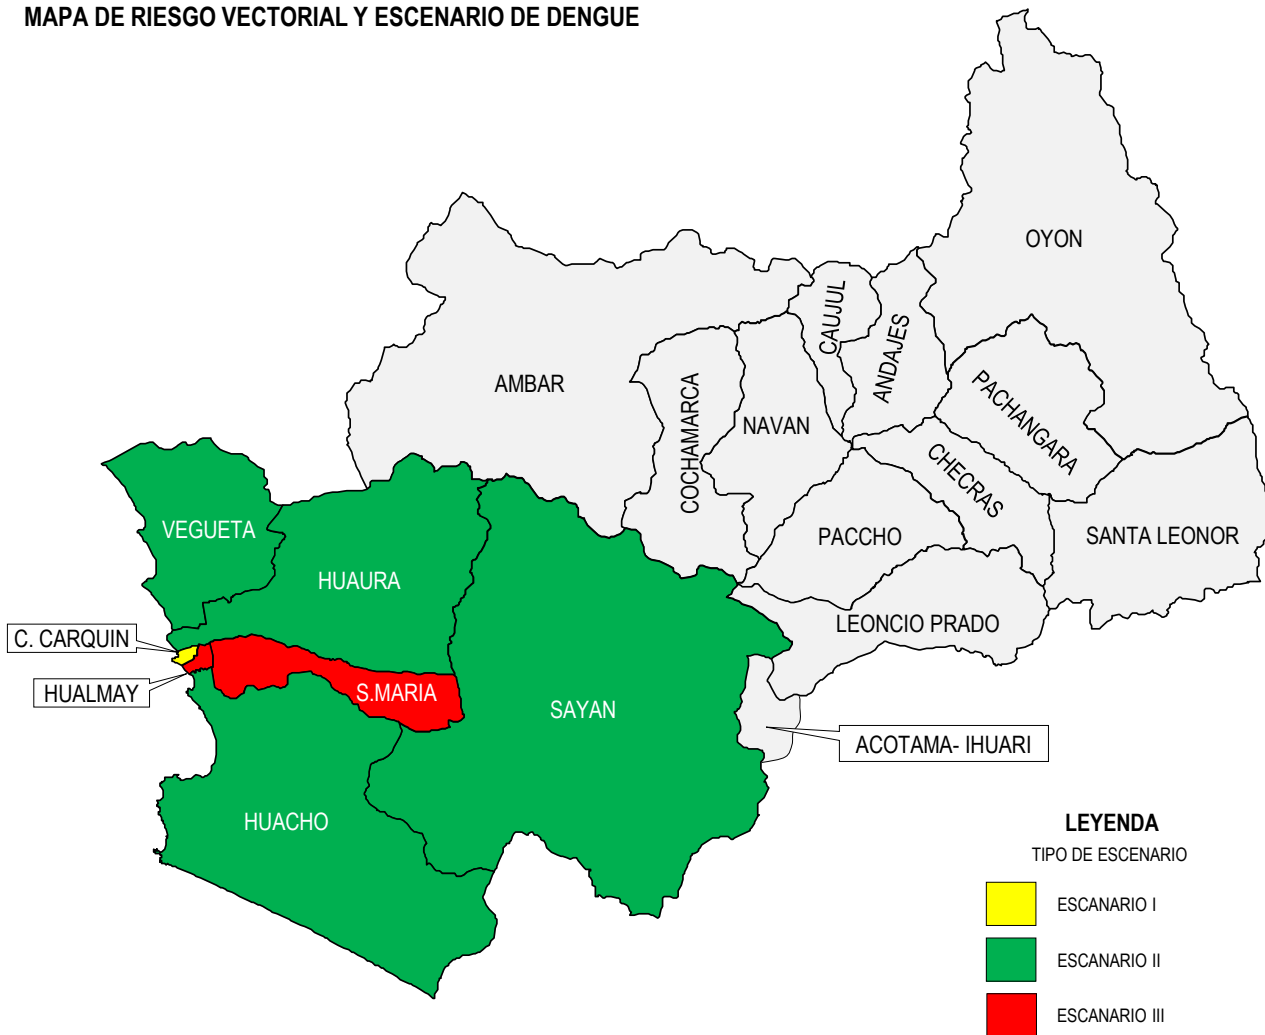 MAPA DE RIESGO VECTORIAL Y ESCENARIO DE DENGUE
OYON
CAUJUL
ANDAJES
AMBAR
COCHAMARCA
NAVAN
PACHANGARA
CHECRAS
VEGUETA
PACCHO
SANTA LEONOR
HUAURA
LEONCIO PRADO
C. CARQUIN
HUALMAY
S.MARIA
SAYAN
ACOTAMA- IHUARI
HUACHO
LEYENDA
TIPO DE ESCENARIO
ESCANARIO I
ESCANARIO II
ESCANARIO III